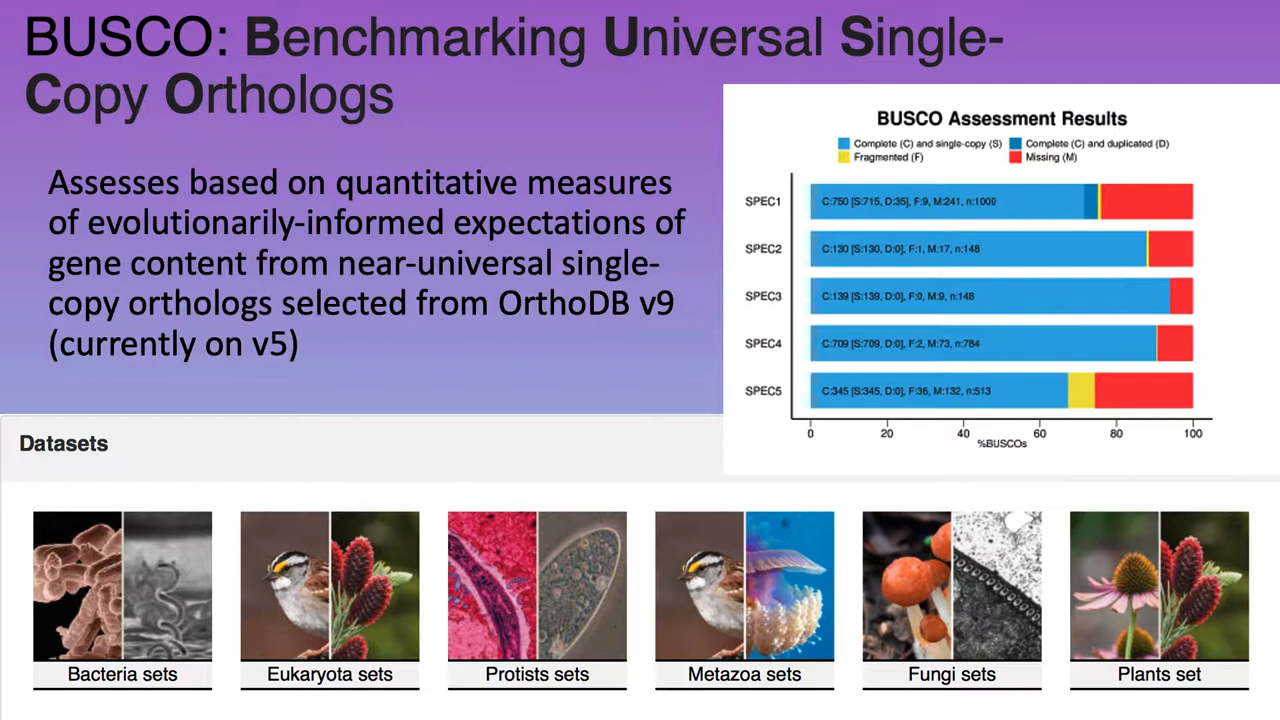 BUSCO: Benchmarking Universal Single-
Copy Orthologs
Assesses based on quantitative measures
of evolutionarily-informed expectations of
gene content from near-universal single-
copy orthologs selected from OrthoDB v9
(currently on v5)
BUSCO Assessment Results
Complete (C) and single-copy (S) Complete (C) and duplicated (D)
Fragmented (F) Missing (M)
SPEC1 C:750 [S:715, D:35], F:9, M:241, n:1000
SPEC2 C:130 [S:130, D:0], F:1, M:17, n:148
SPEC3 C:139 [S:139, D:0], F:0, M:9, n:148
SPEC4 C:709 [S:709, D:0], F:2, M:73, n:784
SPEC5 C:345 [S:345, D:0], F:36, M:132, n:513
0 20 40 60 80 100
%BUSCOs
Datasets
Bacteria sets Eukaryota sets Protists sets Metazoa sets Fungi sets Plants set